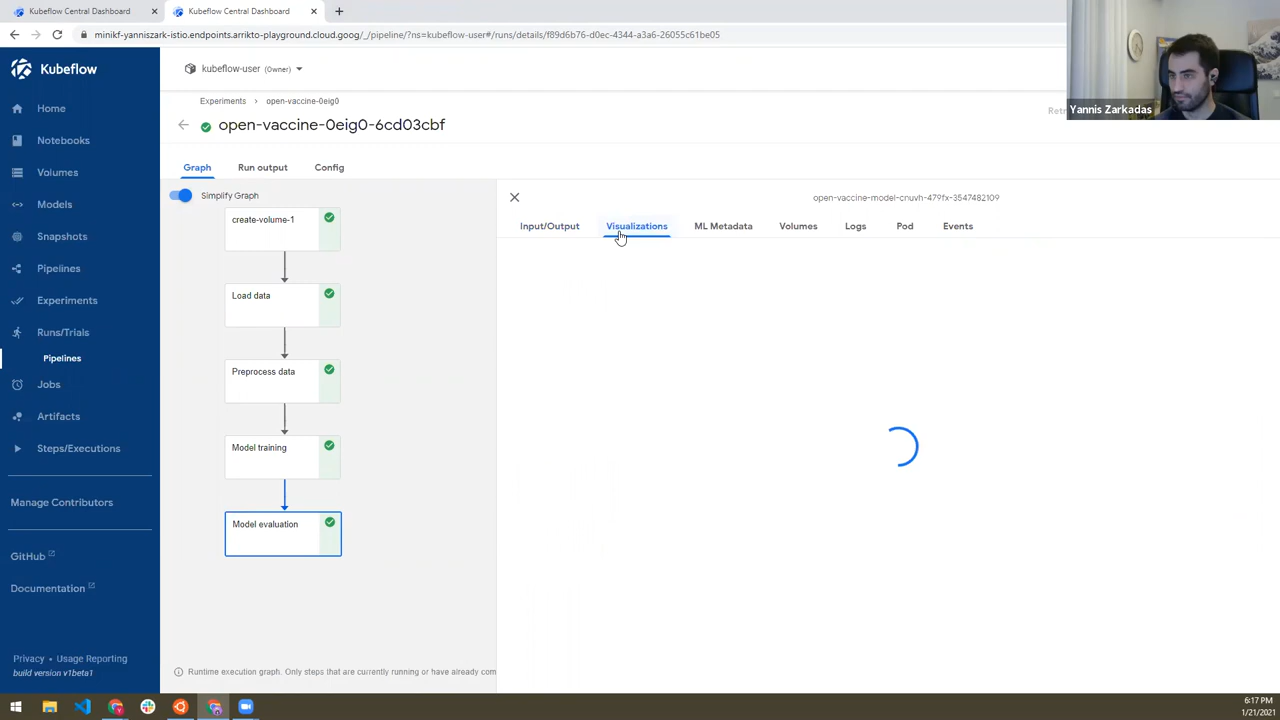 Kubeflow Central Dashboard
Kubeflow Central Dashboard
minikf-yanniszark-istio.endpoints.arrikto-playground.cloud.goog/_/pipeline/?ns=kubeflow-user#/runs/details/f89d6b76-d0ec-4344-a3a6-26055c61be05
Kubeflow
kubeflow-user (Owner)
Yannis Zarkadas
Experiments > open-vaccine-0eig0
open-vaccine-0eig0-6cd03cbf
Graph Run output Config
Simplify Graph
Home
Notebooks
Volumes
Models
Snapshots
Pipelines
Experiments
Runs/Trials
Pipelines
Jobs
Artifacts
Steps/Executions
Manage Contributors
GitHub
Documentation
Privacy • Usage Reporting
build version v1beta1
create-volume-1
Load data
Preprocess data
Model training
Model evaluation
Runtime execution graph. Only steps that are currently running or have already com
open-vaccine-model-cnuvh-479fx-3547482109
Input/Output Visualizations ML Metadata Volumes Logs Pod Events
6:17 PM
1/21/2021